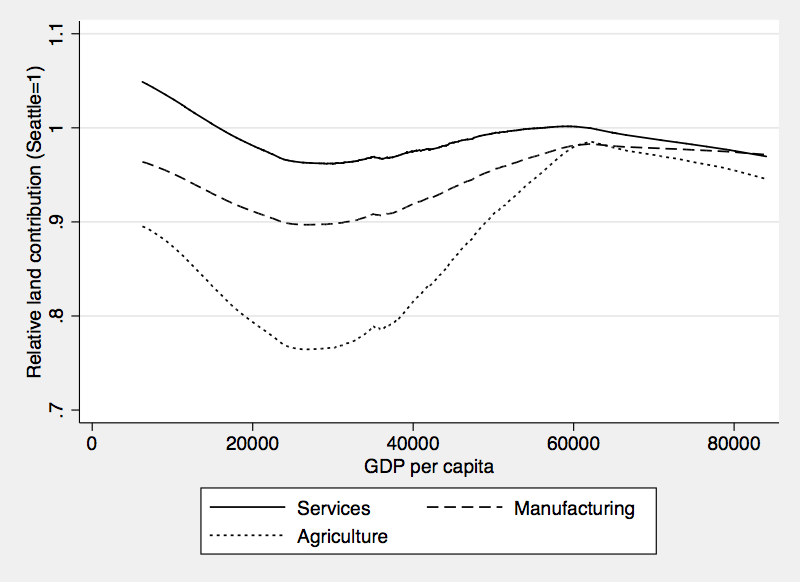 1.1
1
.9
.8
.7
Relative land contribution (Seattle=1)
0 20000 40000 60000 80000
GDP per capita
Services Manufacturing
Agriculture